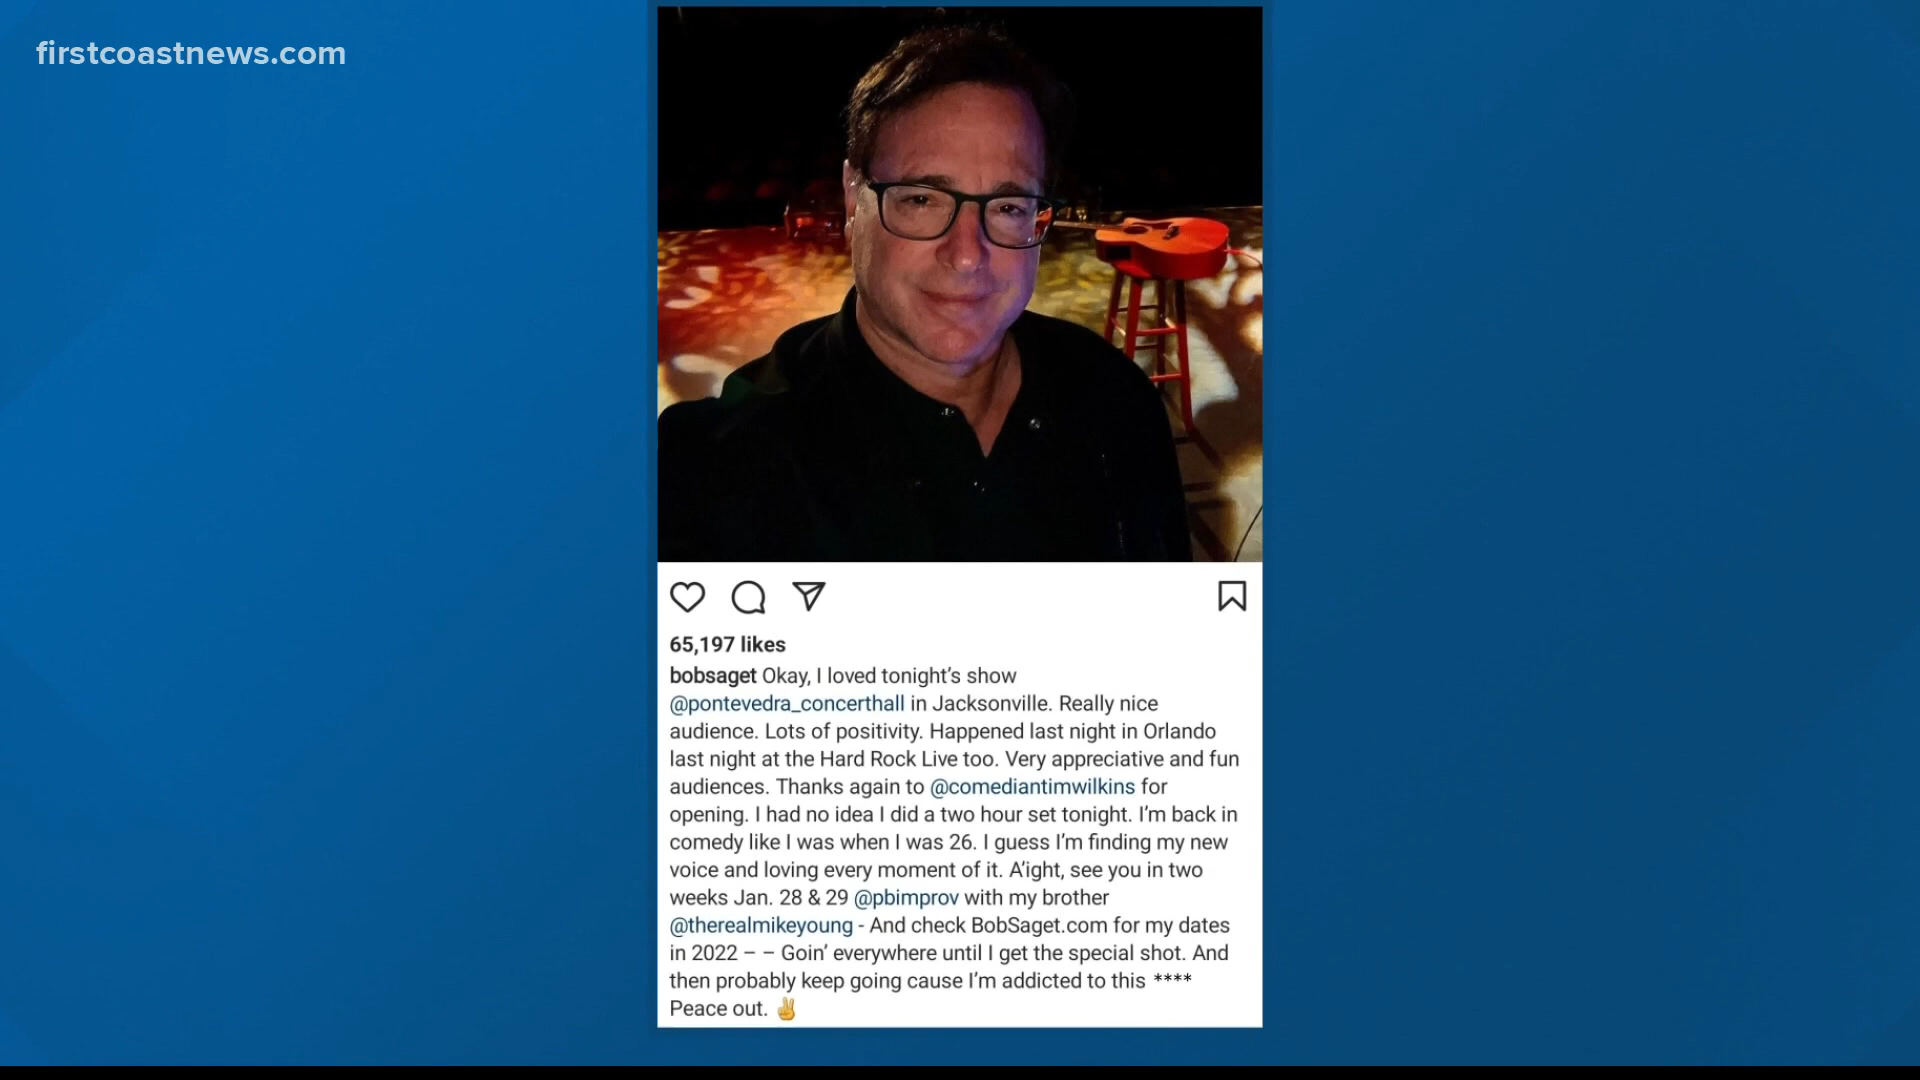 firstcoastnews.com
65,197 likes
bobsaget Okay, I loved tonight’s show
@pontevedra_concerthall in Jacksonville. Really nice
audience. Lots of positivity. Happened last night in Orlando
last night at the Hard Rock Live too. Very appreciative and fun
audiences. Thanks again to @comediantimwilkins for
opening. I had no idea I did a two hour set tonight. I’m back in
comedy like I was when I was 26. I guess I’m finding my new
voice and loving every moment of it. A’ight, see you in two
weeks Jan. 28 & 29 @pbimprov with my brother
@therealmikeyoung - And check BobSaget.com for my dates
in 2022 – – Goin’ everywhere until I get the special shot. And
then probably keep going cause I’m addicted to this ****
Peace out. ✌️